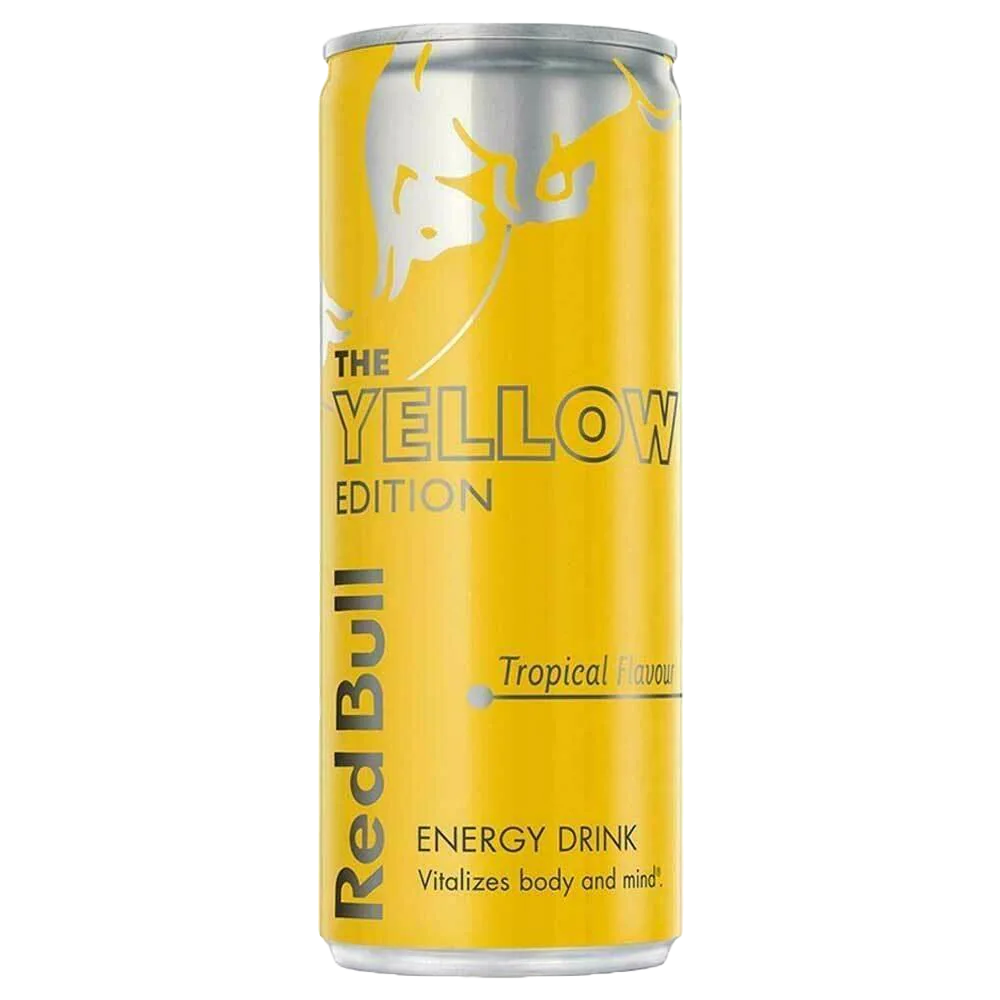 THE
YELLOW
EDITION
Red Bull
Tropical Flavour
ENERGY DRINK
Vitalizes body and mind®.